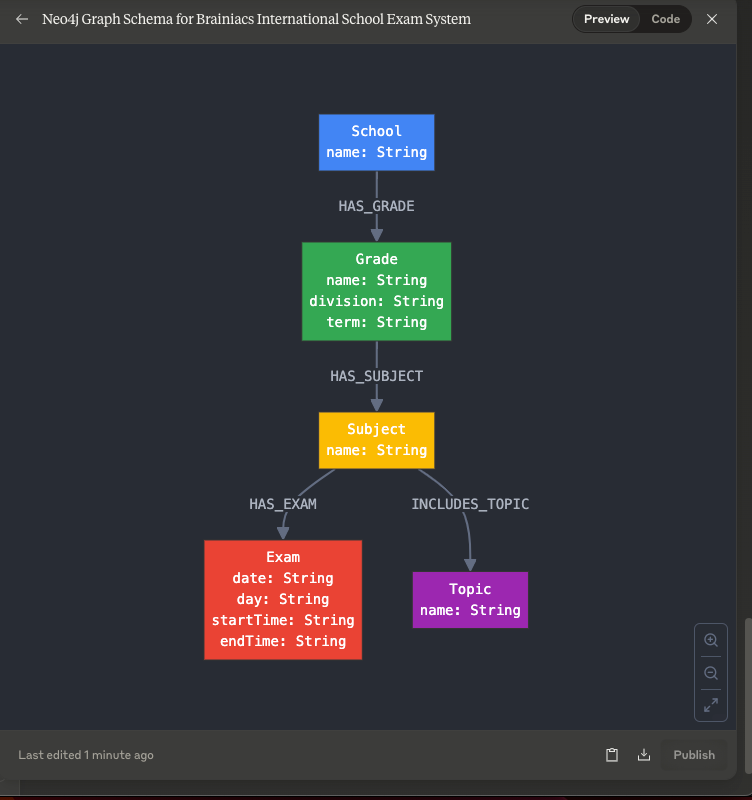 Neo4j Graph Schema for Brainiacs International School Exam System
Preview
Code
School
name: String
HAS_GRADE
Grade
name: String
division: String
term: String
HAS_SUBJECT
Subject
name: String
HAS_EXAM
INCLUDES_TOPIC
Exam
date: String
day: String
startTime: String
endTime: String
Topic
name: String
Last edited 1 minute ago
Publish